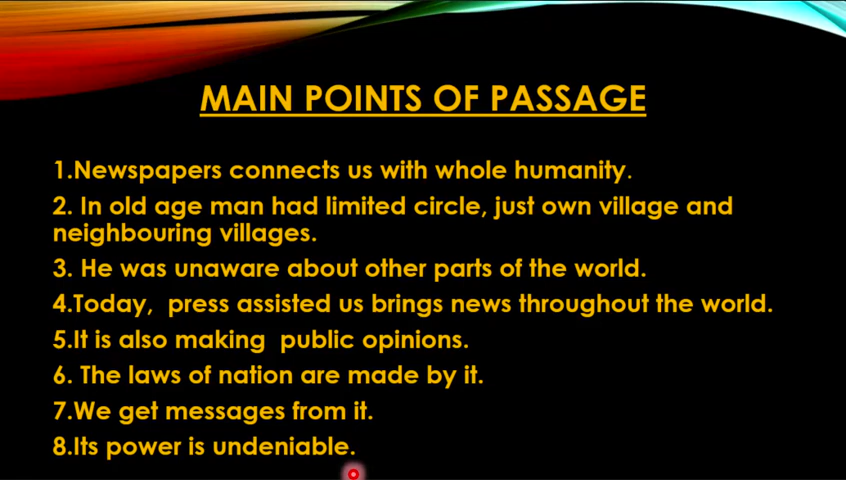 MAIN POINTS OF PASSAGE
1.Newspapers connects us with whole humanity.
2. In old age man had limited circle, just own village and
neighbouring villages.
3. He was unaware about other parts of the world.
4.Today, press assisted us brings news throughout the world.
5.It is also making public opinions.
6. The laws of nation are made by it.
7.We get messages from it.
8.Its power is undeniable.